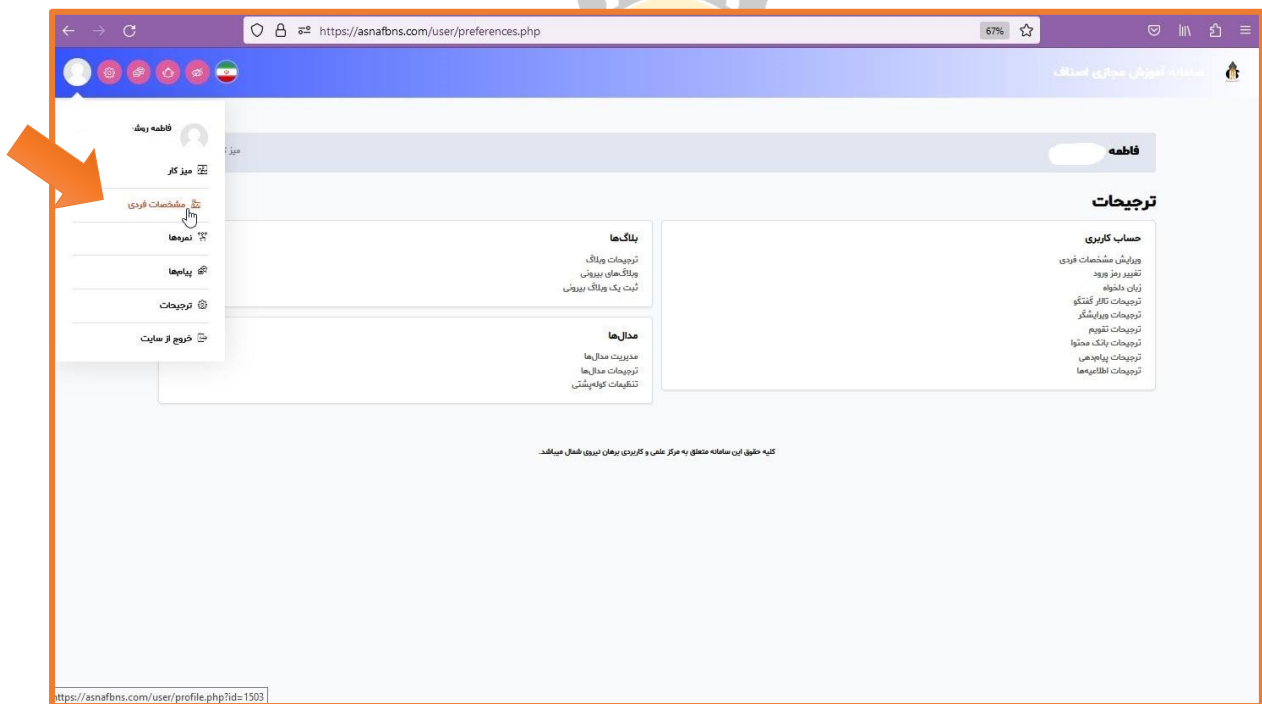 https://asnafbns.com/user/preferences.php
67%
سامانه آموزش مجازی اصناف
فاطمه روش
میز کار
مشخصات فردی
نمره‌ها
پیام‌ها
ترجیحات
خروج از سایت
فاطمه
میز
ترجیحات
حساب کاربری
ویرایش مشخصات فردی
تغییر رمز ورود
زبان دلخواه
ترجیحات تالار گفتگو
ترجیحات ویرایشگر
ترجیحات تقویم
ترجیحات بانک محتوا
ترجیحات پیام‌دهی
ترجیحات اطلاعیه‌ها
بلاگ‌ها
ترجیحات وبلاگ
وبلاگ‌های بیرونی
ثبت یک وبلاگ بیرونی
مدال‌ها
مدیریت مدال‌ها
ترجیحات مدال‌ها
تنظیمات کوله‌پشتی
کلیه حقوق این سامانه متعلق به مرکز علمی و کاربردی برهان نیروی شمال میباشد.
https://asnafbns.com/user/profile.php?id=1503